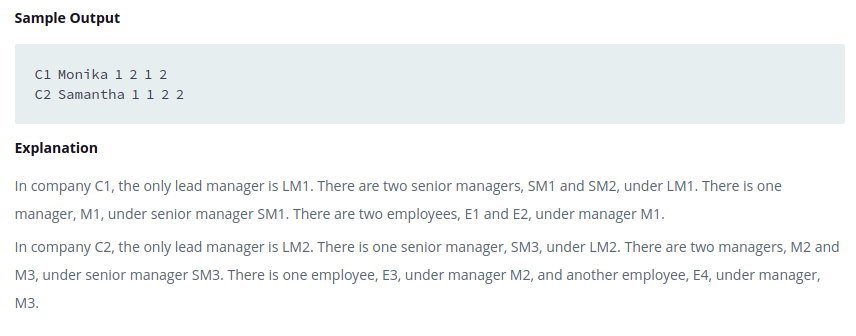 Sample Output
C1 Monika 1 2 1 2
C2 Samantha 1 1 2 2
Explanation
In company C1, the only lead manager is LM1. There are two senior managers, SM1 and SM2, under LM1. There is one
manager, M1, under senior manager SM1. There are two employees, E1 and E2, under manager M1.
In company C2, the only lead manager is LM2. There is one senior manager, SM3, under LM2. There are two managers, M2 and
M3, under senior manager SM3. There is one employee, E3, under manager M2, and another employee, E4, under manager,
M3.